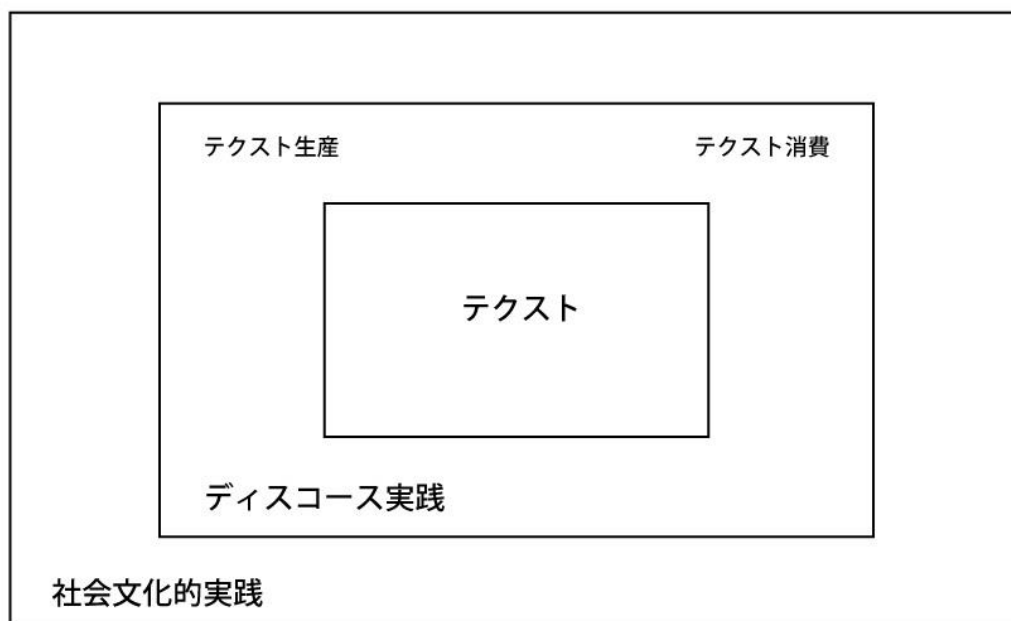 テクスト生産
テクスト消費
テクスト
ディスコース実践
社会文化的実践